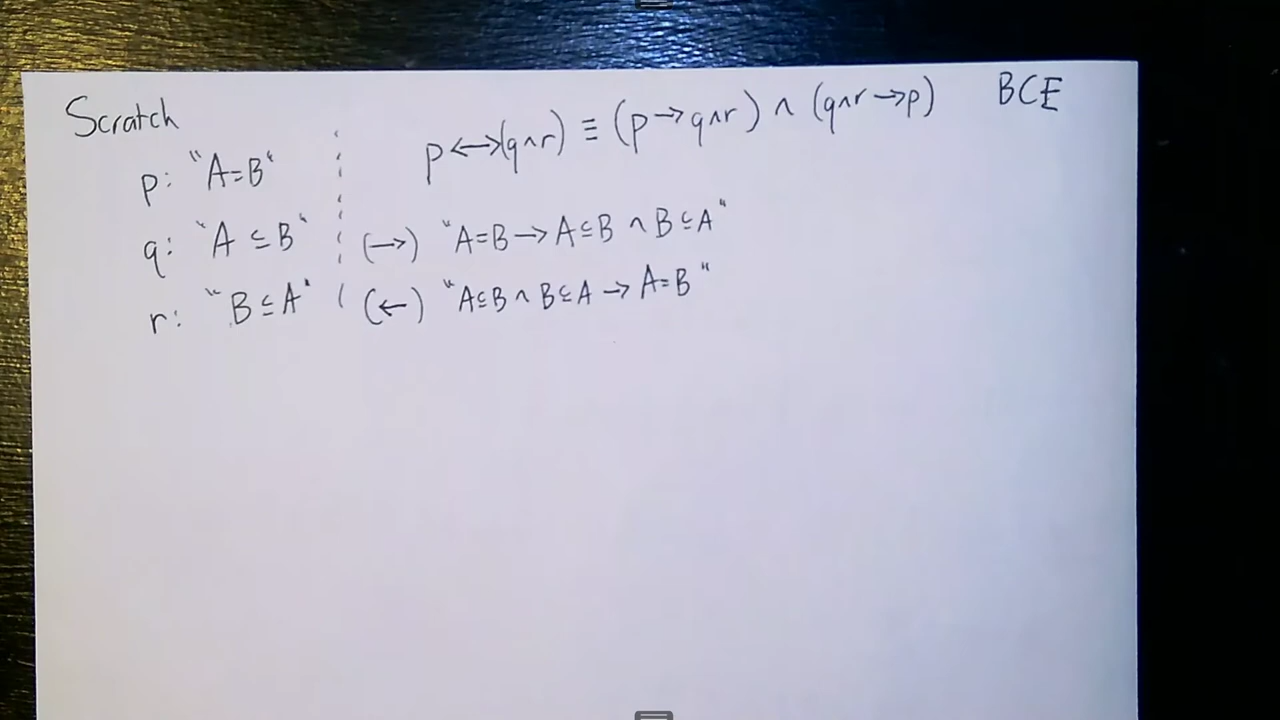 Scratch
p ⟷ (q∧r) ≡ (p → q∧r) ∧ (q∧r → p) BCE
p: "A=B"
q: "A ⊆ B" (→) "A=B → A⊆B ∧ B⊆A"
r: "B ⊆ A" (←) "A⊆B ∧ B⊆A → A=B"